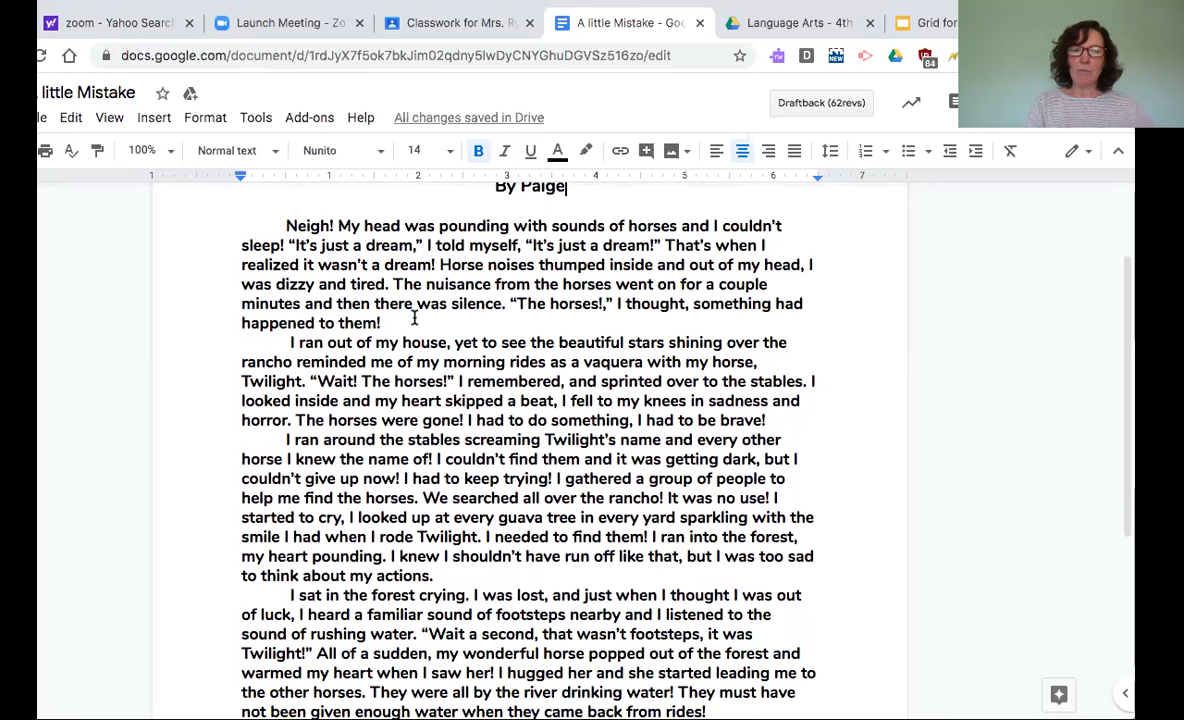 zoom - Yahoo Searc
Launch Meeting - Zo
Classwork for Mrs. R
A little Mistake - Goo
Language Arts - 4th
Grid for
docs.google.com/document/d/1rdJyX7f5ok7bkJim02qdny5lwDyCNYGhuDGVSz516zo/edit
D
NEW
84
little Mistake
Draftback (62revs)
le Edit View Insert Format Tools Add-ons Help All changes saved in Drive
100% Normal text Nunito 14 B I U A
1 1 2 3 4 5 6 7
By Paige
Neigh! My head was pounding with sounds of horses and I couldn’t
sleep! “It’s just a dream,” I told myself, “It’s just a dream!” That’s when I
realized it wasn’t a dream! Horse noises thumped inside and out of my head, I
was dizzy and tired. The nuisance from the horses went on for a couple
minutes and then there was silence. “The horses!,” I thought, something had
happened to them!
I ran out of my house, yet to see the beautiful stars shining over the
rancho reminded me of my morning rides as a vaquera with my horse,
Twilight. “Wait! The horses!” I remembered, and sprinted over to the stables. I
looked inside and my heart skipped a beat, I fell to my knees in sadness and
horror. The horses were gone! I had to do something, I had to be brave!
I ran around the stables screaming Twilight’s name and every other
horse I knew the name of! I couldn’t find them and it was getting dark, but I
couldn’t give up now! I had to keep trying! I gathered a group of people to
help me find the horses. We searched all over the rancho! It was no use! I
started to cry, I looked up at every guava tree in every yard sparkling with the
smile I had when I rode Twilight. I needed to find them! I ran into the forest,
my heart pounding. I knew I shouldn’t have run off like that, but I was too sad
to think about my actions.
I sat in the forest crying. I was lost, and just when I thought I was out
of luck, I heard a familiar sound of footsteps nearby and I listened to the
sound of rushing water. “Wait a second, that wasn’t footsteps, it was
Twilight!” All of a sudden, my wonderful horse popped out of the forest and
warmed my heart when I saw her! I hugged her and she started leading me to
the other horses. They were all by the river drinking water! They must have
not been given enough water when they came back from rides!